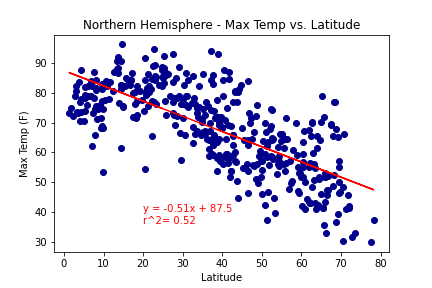 Northern Hemisphere - Max Temp vs. Latitude
Max Temp (F)
90
80
70
60
50
40
30
y = -0.51x + 87.5
r^2= 0.52
0 10 20 30 40 50 60 70 80
Latitude